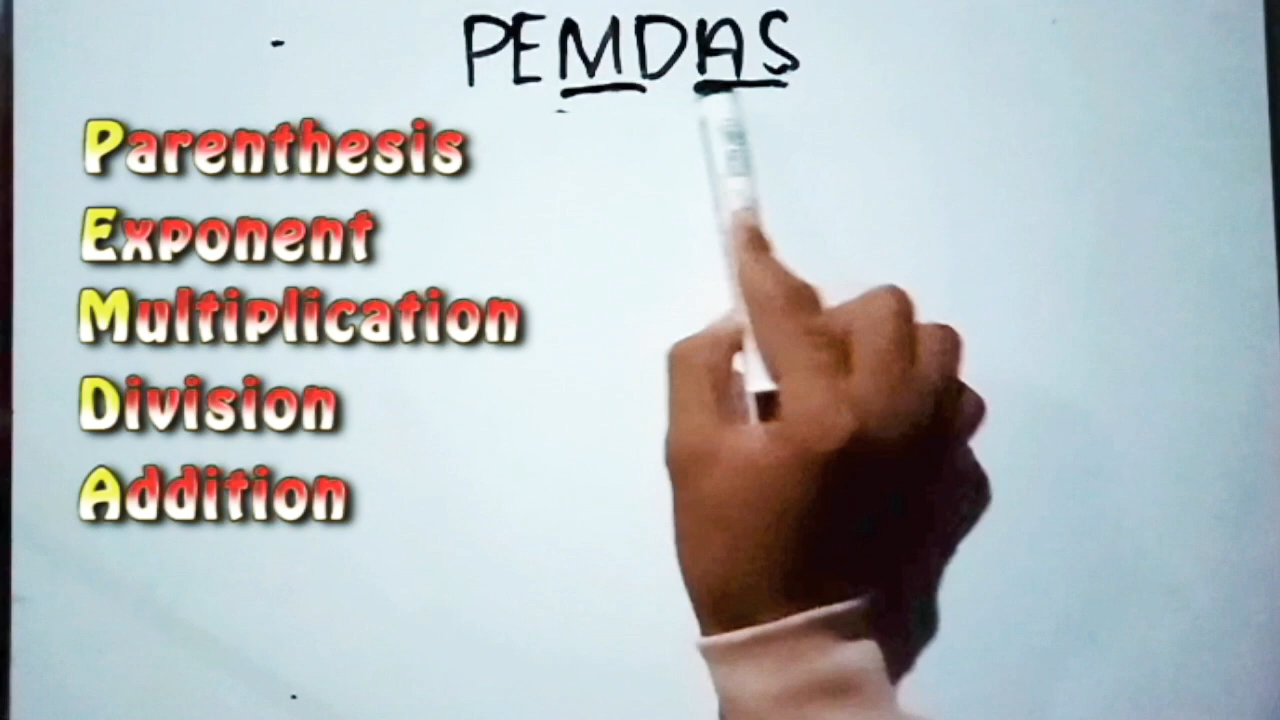 PEMDAS
Parenthesis
Exponent
Multiplication
Division
Addition